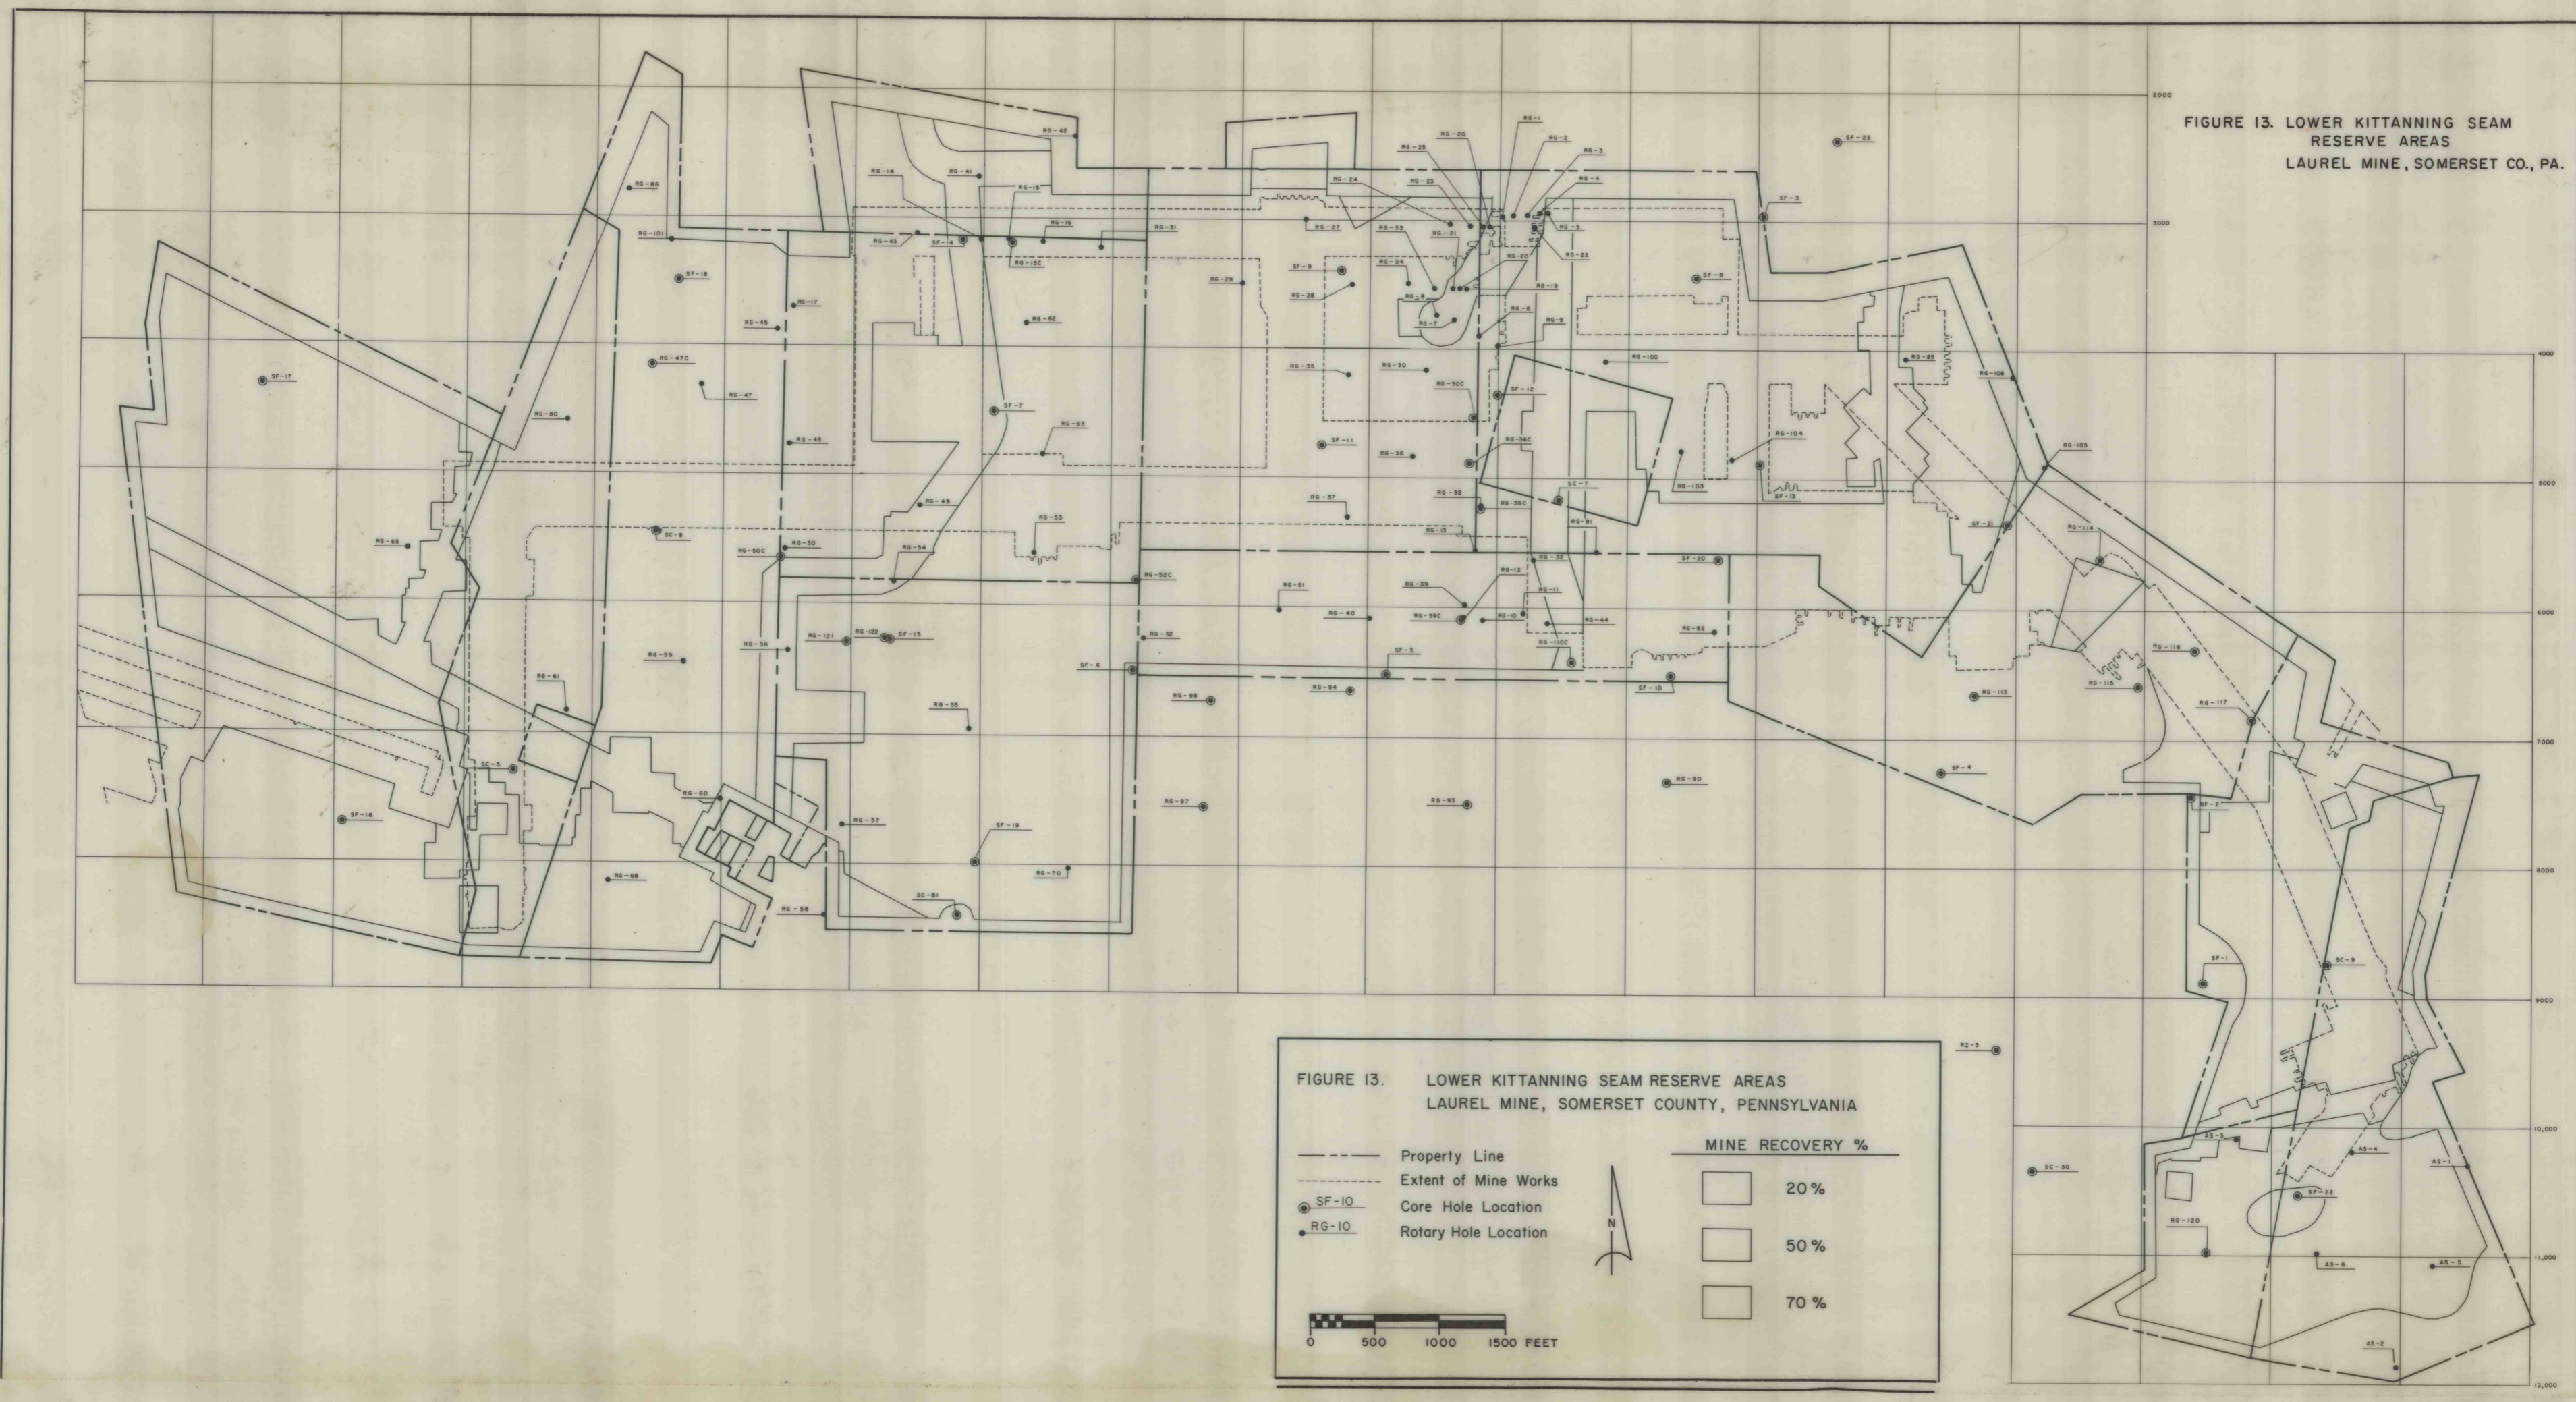 FIGURE 13. LOWER KITTANNING SEAM
RESERVE AREAS
LAUREL MINE, SOMERSET CO., PA.
2000
3000
4000
5000
6000
7000
8000
9000
10,000
11,000
12,000
RG-42
RG-14
RG-41
RG-15
RG-16
RG-31
RG-43
SF-14
RG-15C
RG-86
RG-101
SF-18
RG-17
RG-45
RG-62
RG-47C
RG-47
SF-17
RG-80
SF-7
RG-48
RG-63
RG-49
RG-53
RG-65
SC-8
RG-50C
RG-50
RG-54
RG-52C
RG-1
RG-2
RG-3
RG-4
RG-26
RG-25
RG-24
RG-23
RG-27
RG-33
RG-21
RG-5
RG-22
RG-20
RG-19
RG-29
SF-9
RG-28
RG-34
RG-7
RG-9
RG-35
RG-30
RG-100
RG-30C
SF-12
SF-11
RG-36
RG-36C
RG-37
RG-38
SC-7
RG-81
RG-13
SF-23
SF-3
SF-8
RG-85
RG-106
RG-104
RG-103
SF-13
RG-105
SF-21
RG-114
RG-32
SF-20
RG-12
RG-11
RG-51
RG-39
RG-40
RG-39C
RG-10
RG-44
RG-110C
RG-82
RG-56
RG-121
RG-122
SF-15
RG-52
RG-59
RG-61
SF-6
SF-5
RG-98
RG-94
SF-10
RG-113
RG-115
RG-116
RG-117
RG-55
SC-5
RG-60
SF-16
RG-57
SF-19
RG-97
RG-93
RG-90
SF-4
SF-2
RG-68
RG-70
RG-58
SC-81
SF-1
SC-9
RZ-3
SC-30
AS-3
AS-4
AS-1
SF-22
RG-120
AS-6
AS-5
AS-2
FIGURE 13. LOWER KITTANNING SEAM RESERVE AREAS
LAUREL MINE, SOMERSET COUNTY, PENNSYLVANIA
Property Line
Extent of Mine Works
SF-10 Core Hole Location
RG-10 Rotary Hole Location
N
MINE RECOVERY %
20%
50%
70%
0 500 1000 1500 FEET